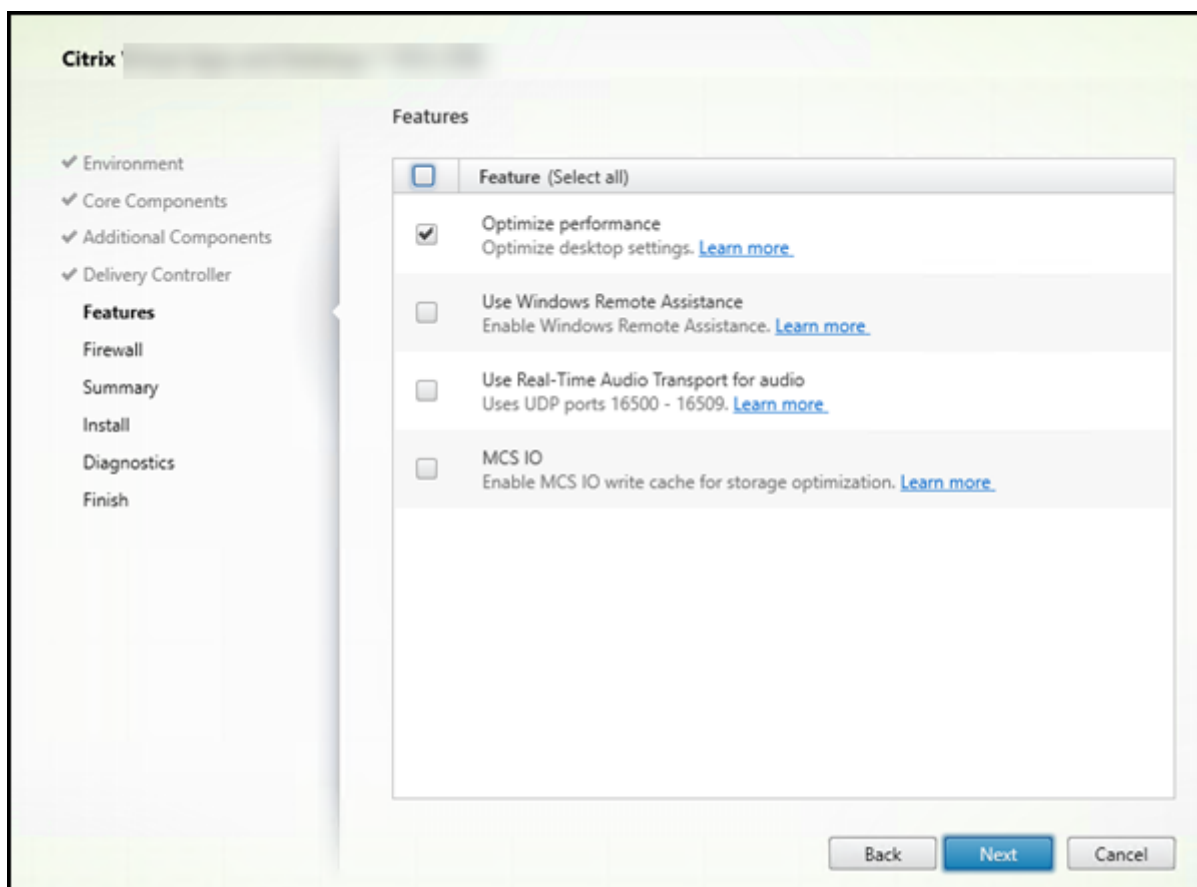 Citrix
Features
Environment
Core Components
Additional Components
Delivery Controller
Features
Firewall
Summary
Install
Diagnostics
Finish
Feature (Select all)
Optimize performance
Optimize desktop settings. Learn more
Use Windows Remote Assistance
Enable Windows Remote Assistance. Learn more
Use Real-Time Audio Transport for audio
Uses UDP ports 16500 - 16509. Learn more
MCS IO
Enable MCS IO write cache for storage optimization. Learn more
Back
Next
Cancel